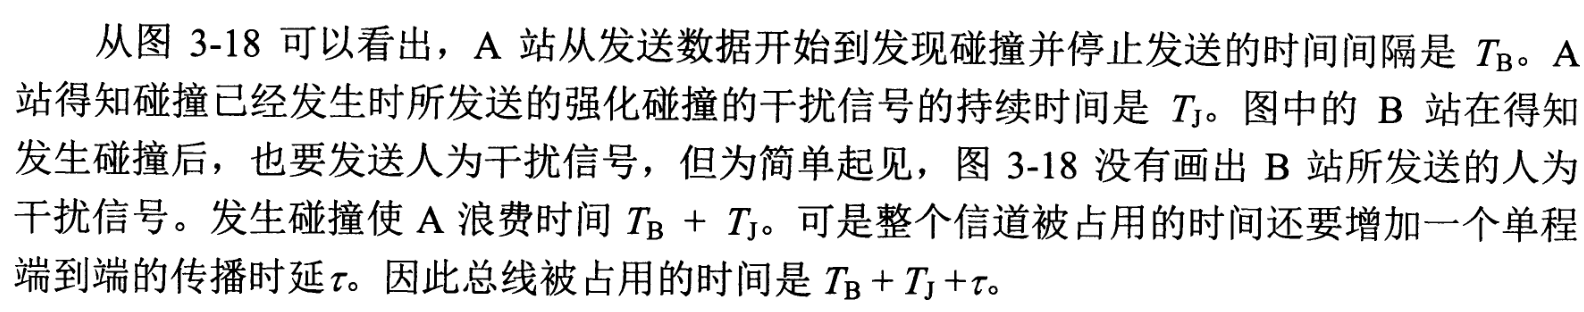 从图 3-18 可以看出，A 站从发送数据开始到发现碰撞并停止发送的时间间隔是 TB。A
站得知碰撞已经发生时所发送的强化碰撞的干扰信号的持续时间是 TJ。图中的 B 站在得知
发生碰撞后，也要发送人为干扰信号，但为简单起见，图 3-18 没有画出 B 站所发送的人为
干扰信号。发生碰撞使 A 浪费时间 TB + TJ。可是整个信道被占用的时间还要增加一个单程
端到端的传播时延τ。因此总线被占用的时间是 TB + TJ +τ。